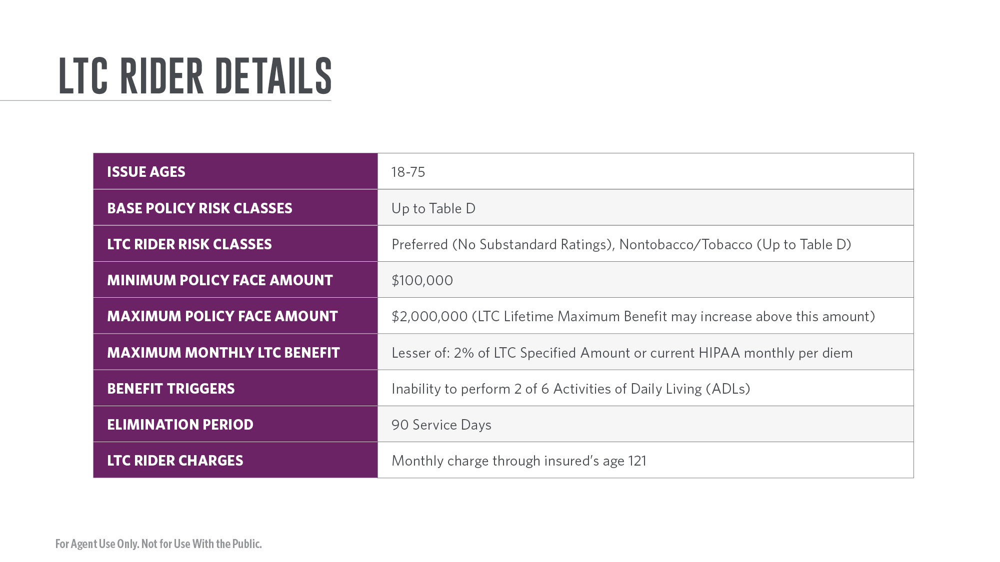 LTC RIDER DETAILS
ISSUE AGES
18-75
BASE POLICY RISK CLASSES
Up to Table D
LTC RIDER RISK CLASSES
Preferred (No Substandard Ratings), Nontobacco/Tobacco (Up to Table D)
MINIMUM POLICY FACE AMOUNT
$100,000
MAXIMUM POLICY FACE AMOUNT
$2,000,000 (LTC Lifetime Maximum Benefit may increase above this amount)
MAXIMUM MONTHLY LTC BENEFIT
Lesser of: 2% of LTC Specified Amount or current HIPAA monthly per diem
BENEFIT TRIGGERS
Inability to perform 2 of 6 Activities of Daily Living (ADLs)
ELIMINATION PERIOD
90 Service Days
LTC RIDER CHARGES
Monthly charge through insured’s age 121
For Agent Use Only. Not for Use With the Public.